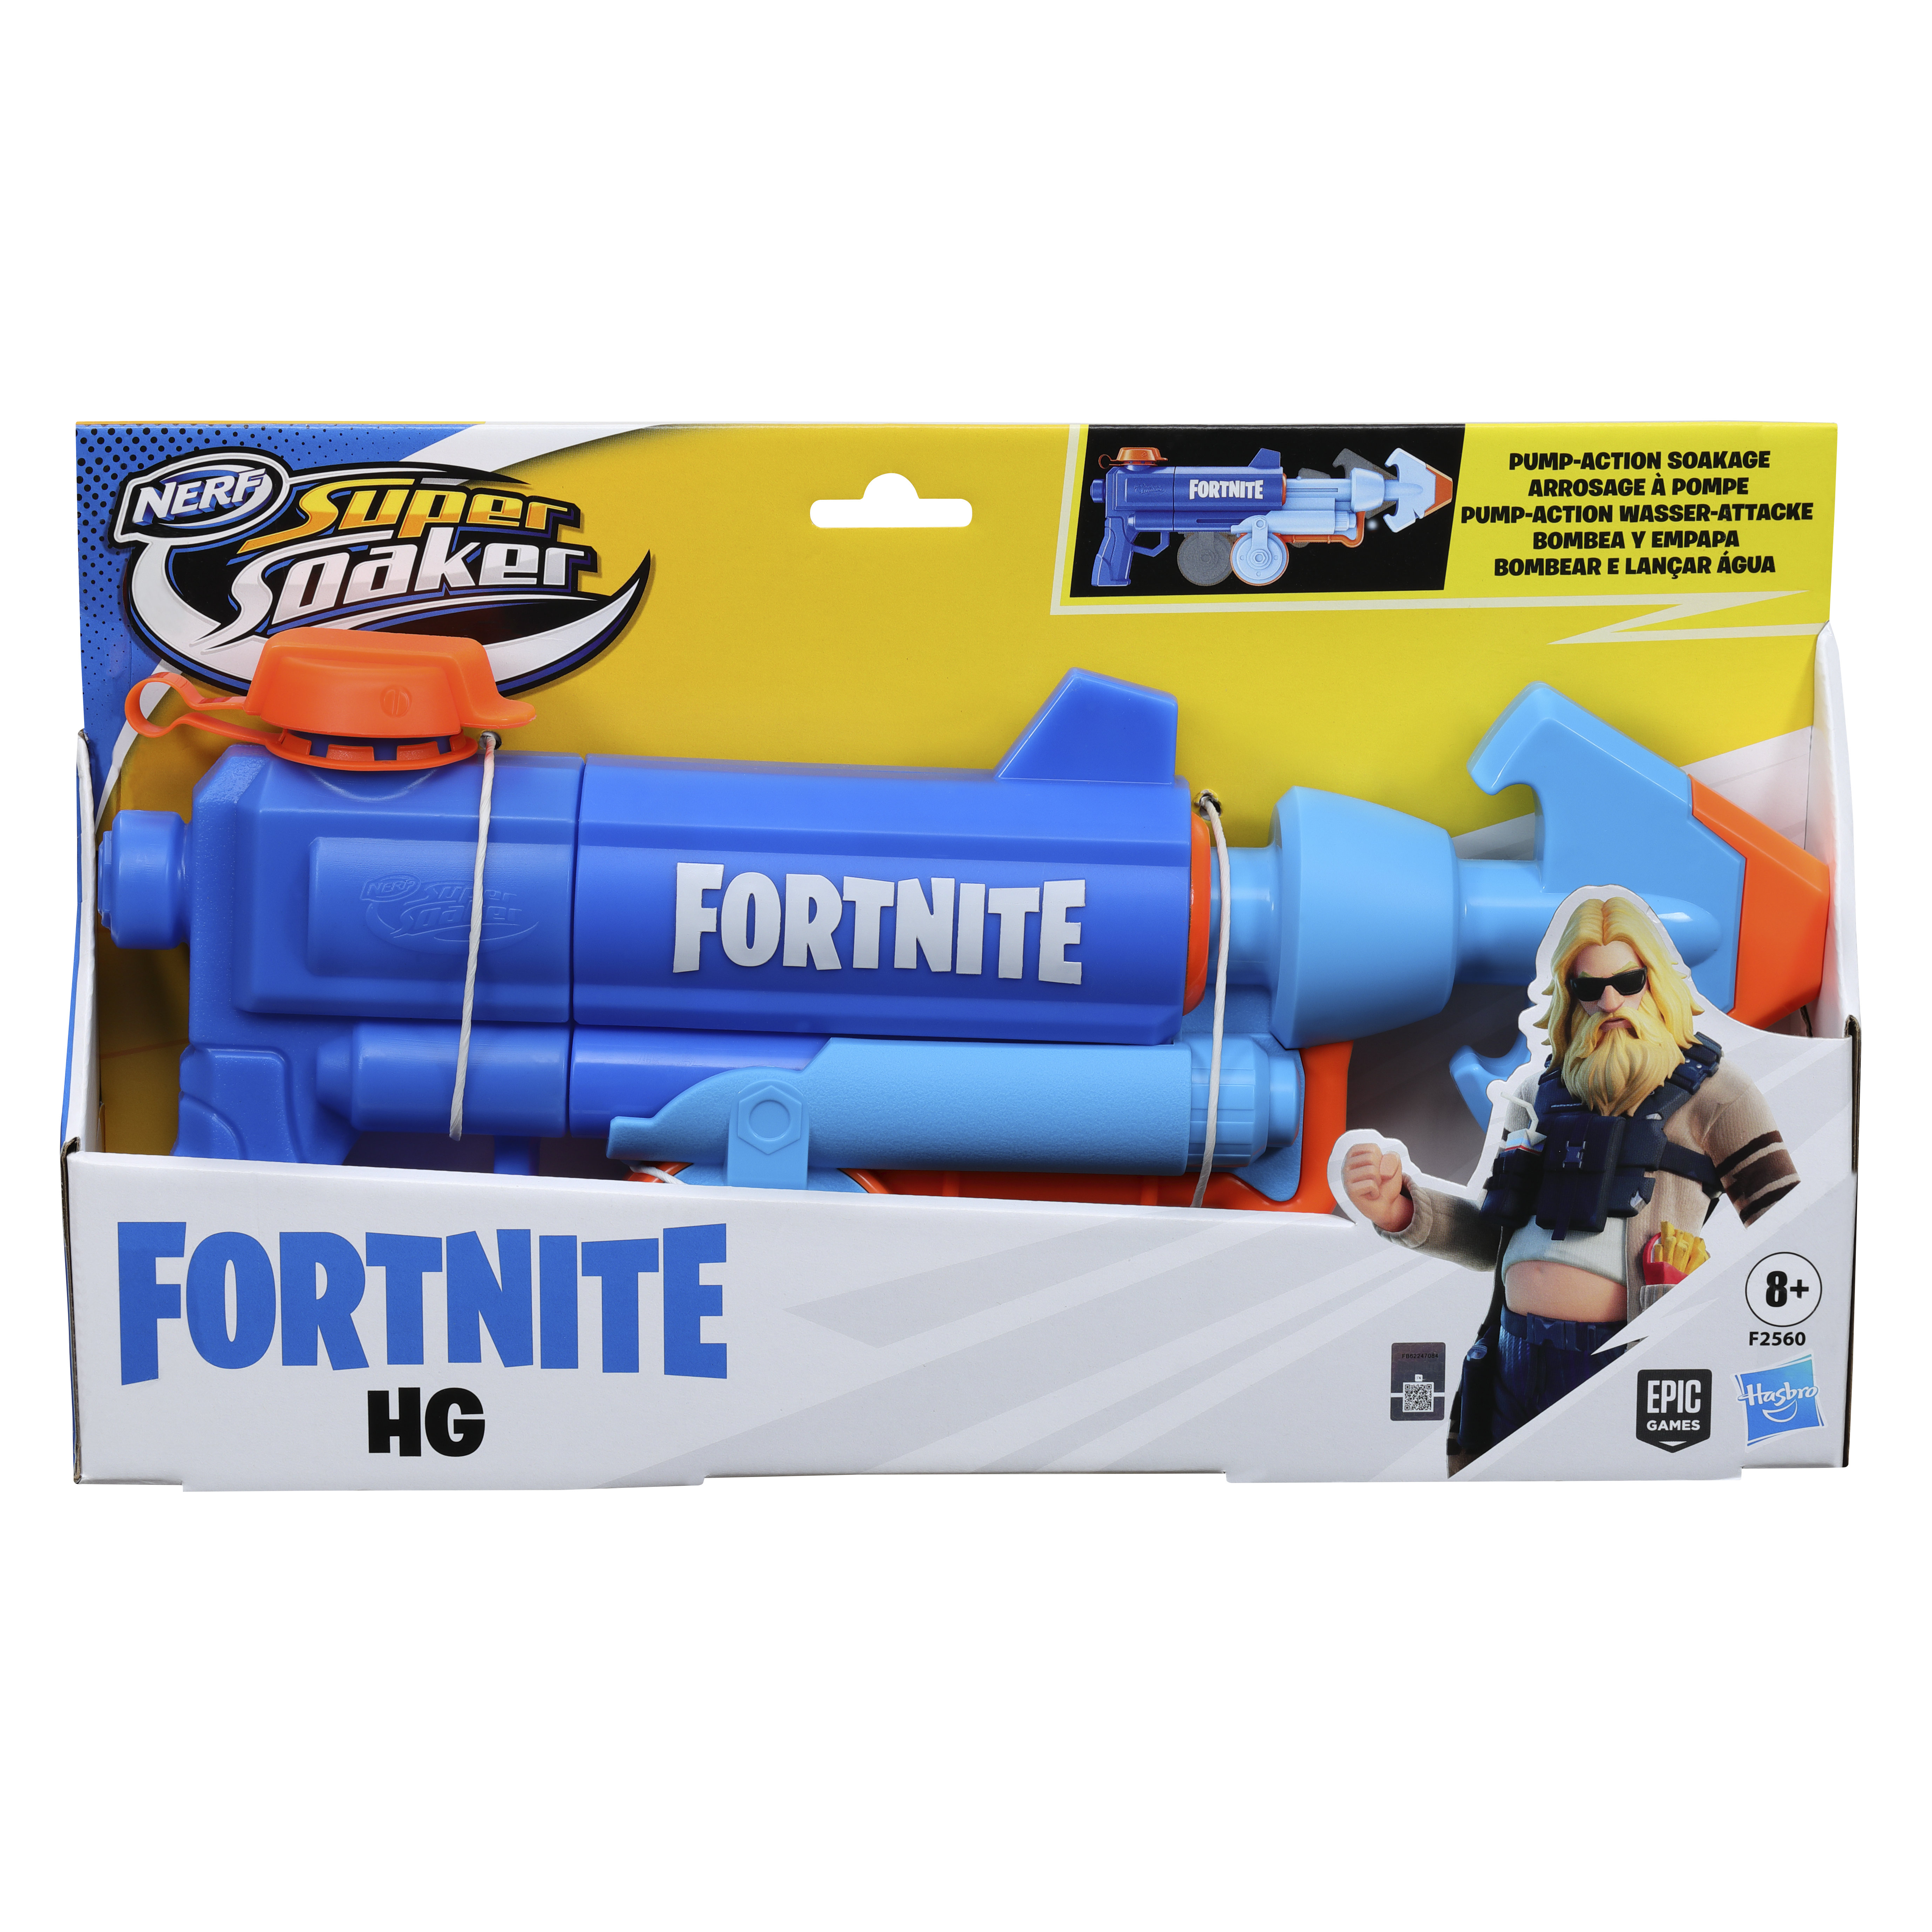 NERF
SUPER
SOAKER
FORTNITE
PUMP-ACTION SOAKAGE
ARROSAGE À POMPE
PUMP-ACTION WASSER-ATTACKE
BOMBEA Y EMPAPA
BOMBEAR E LANÇAR ÁGUA
NERF SUPER
SOAKER
FORTNITE
FORTNITE
HG
8+
F2560
EPIC
GAMES
Hasbro